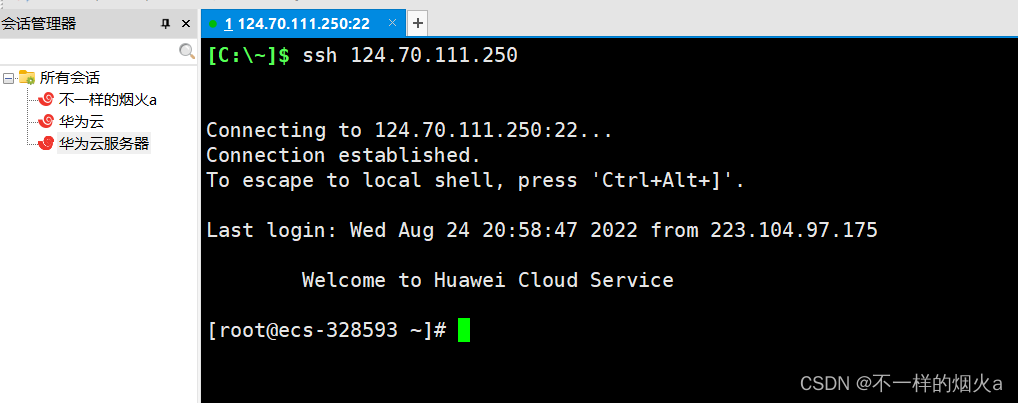 会话管理器
1 124.70.111.250:22
所有会话
不一样的烟火a
华为云
华为云服务器
[C:\~]$ ssh 124.70.111.250
Connecting to 124.70.111.250:22...
Connection established.
To escape to local shell, press 'Ctrl+Alt+]'.
Last login: Wed Aug 24 20:58:47 2022 from 223.104.97.175
Welcome to Huawei Cloud Service
[root@ecs-328593 ~]#
CSDN @不一样的烟火a